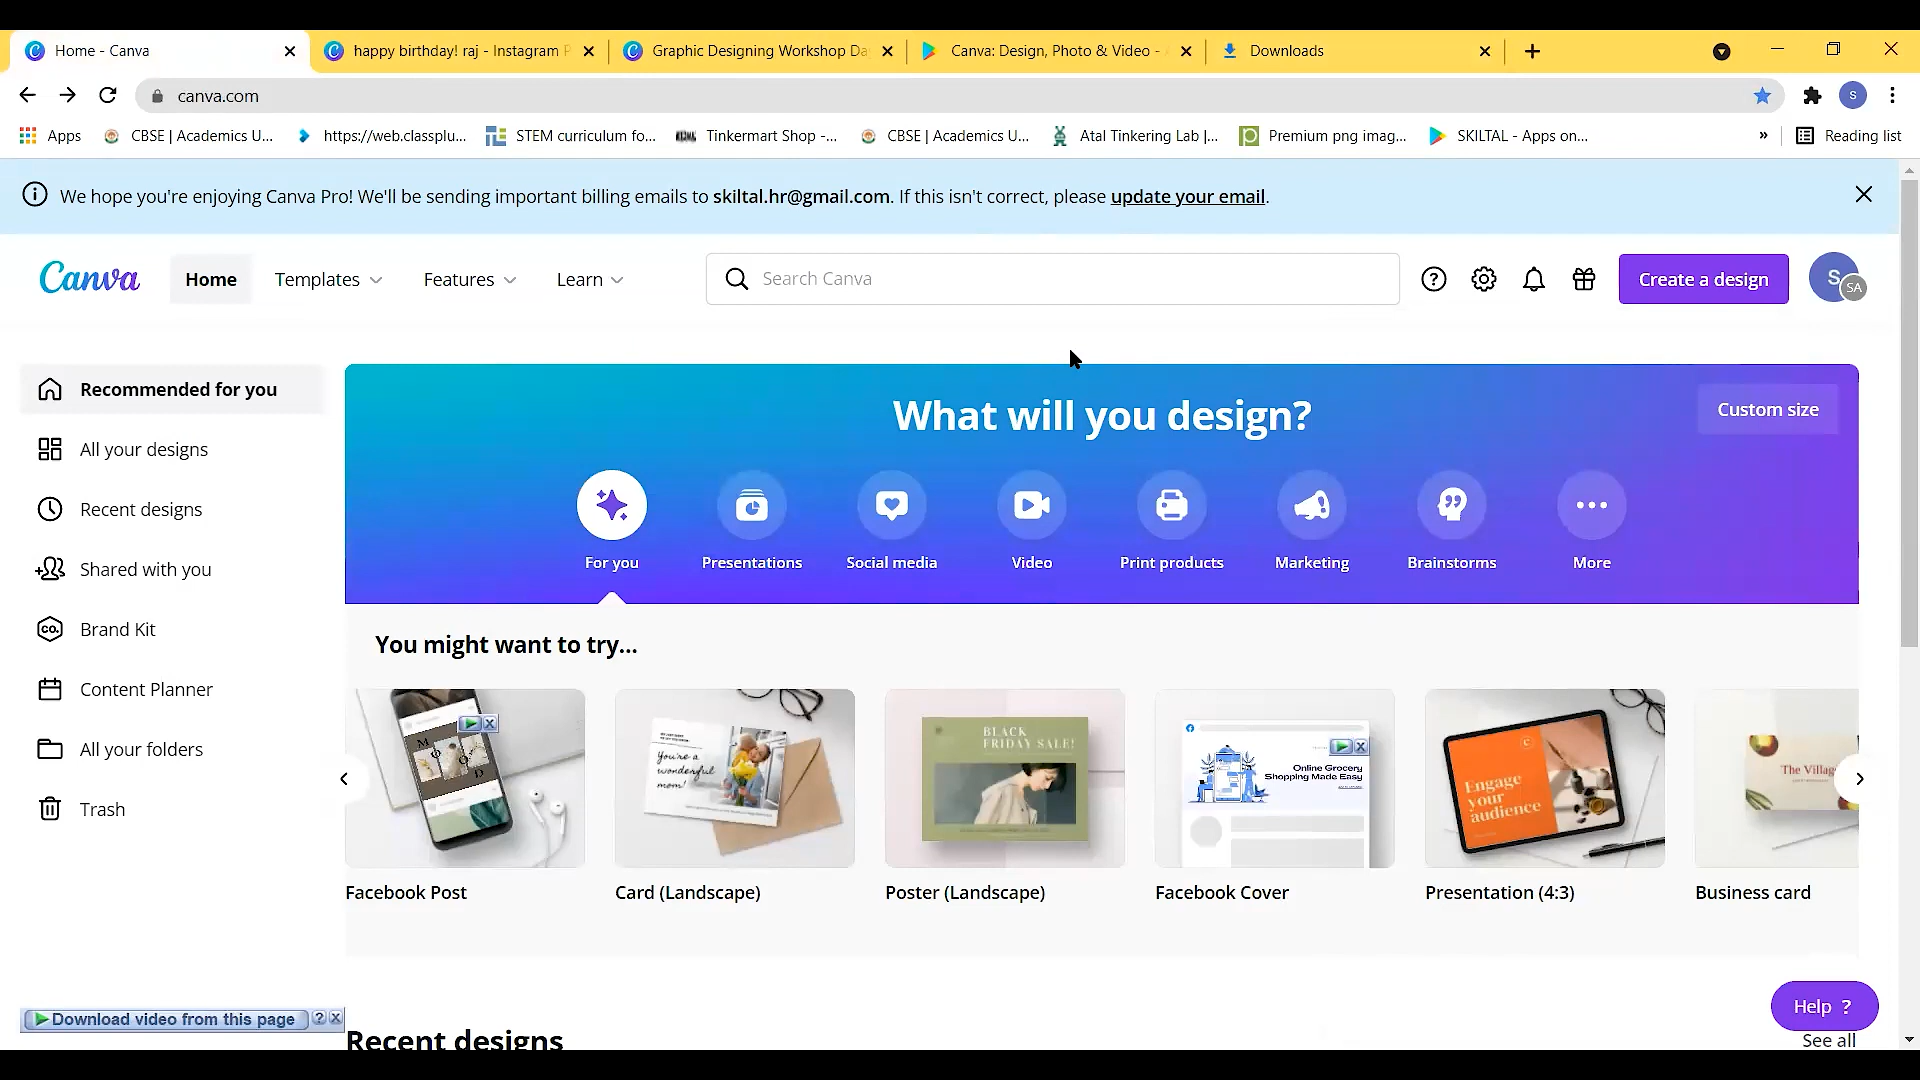 Home - Canva
happy birthday! raj - Instagram P
Graphic Designing Workshop Da
Canva: Design, Photo & Video -
Downloads
canva.com
S
Apps
CBSE | Academics U...
https://web.classplu...
STEM curriculum fo...
Tinkermart Shop -...
CBSE | Academics U...
Atal Tinkering Lab |...
Premium png imag...
SKILTAL - Apps on...
»
Reading list
We hope you're enjoying Canva Pro! We'll be sending important billing emails to skiltal.hr@gmail.com. If this isn't correct, please update your email.
Canva
Home
Templates
Features
Learn
Search Canva
Create a design
S
SA
Recommended for you
All your designs
Recent designs
Shared with you
Brand Kit
Content Planner
All your folders
Trash
What will you design?
Custom size
For you
Presentations
Social media
Video
Print products
Marketing
Brainstorms
More
You might want to try...
MOOD
You're a
wonderful
mom!
BLACK
FRIDAY SALE!
Online Grocery
Shopping Made Easy
Engage
your
audience
The Villag
Facebook Post
Card (Landscape)
Poster (Landscape)
Facebook Cover
Presentation (4:3)
Business card
Download video from this page
Recent designs
Help ?
See all